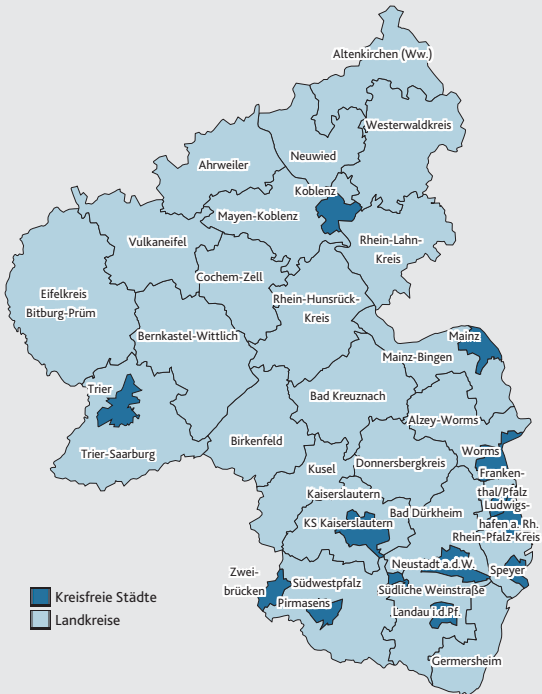 Altenkirchen (Ww.)
Westerwaldkreis
Neuwied
Ahrweiler
Koblenz
Mayen-Koblenz
Rhein-Lahn-
Kreis
Vulkaneifel
Cochem-Zell
Eifelkreis
Bitburg-Prüm
Rhein-Hunsrück-
Kreis
Bernkastel-Wittlich
Mainz
Mainz-Bingen
Trier
Bad Kreuznach
Alzey-Worms
Trier-Saarburg
Birkenfeld
Worms
Kusel
Donnersbergkreis
Franken-
thal/Pfalz
Kaiserslautern
Ludwigs-
hafen a. Rh.
Bad Dürkheim
KS Kaiserslautern
Rhein-Pfalz-Kreis
Neustadt a.d.W.
Speyer
Zwei-
brücken
Südwestpfalz
Südliche Weinstraße
Pirmasens
Landau i.d.Pf.
Germersheim
Kreisfreie Städte
Landkreise